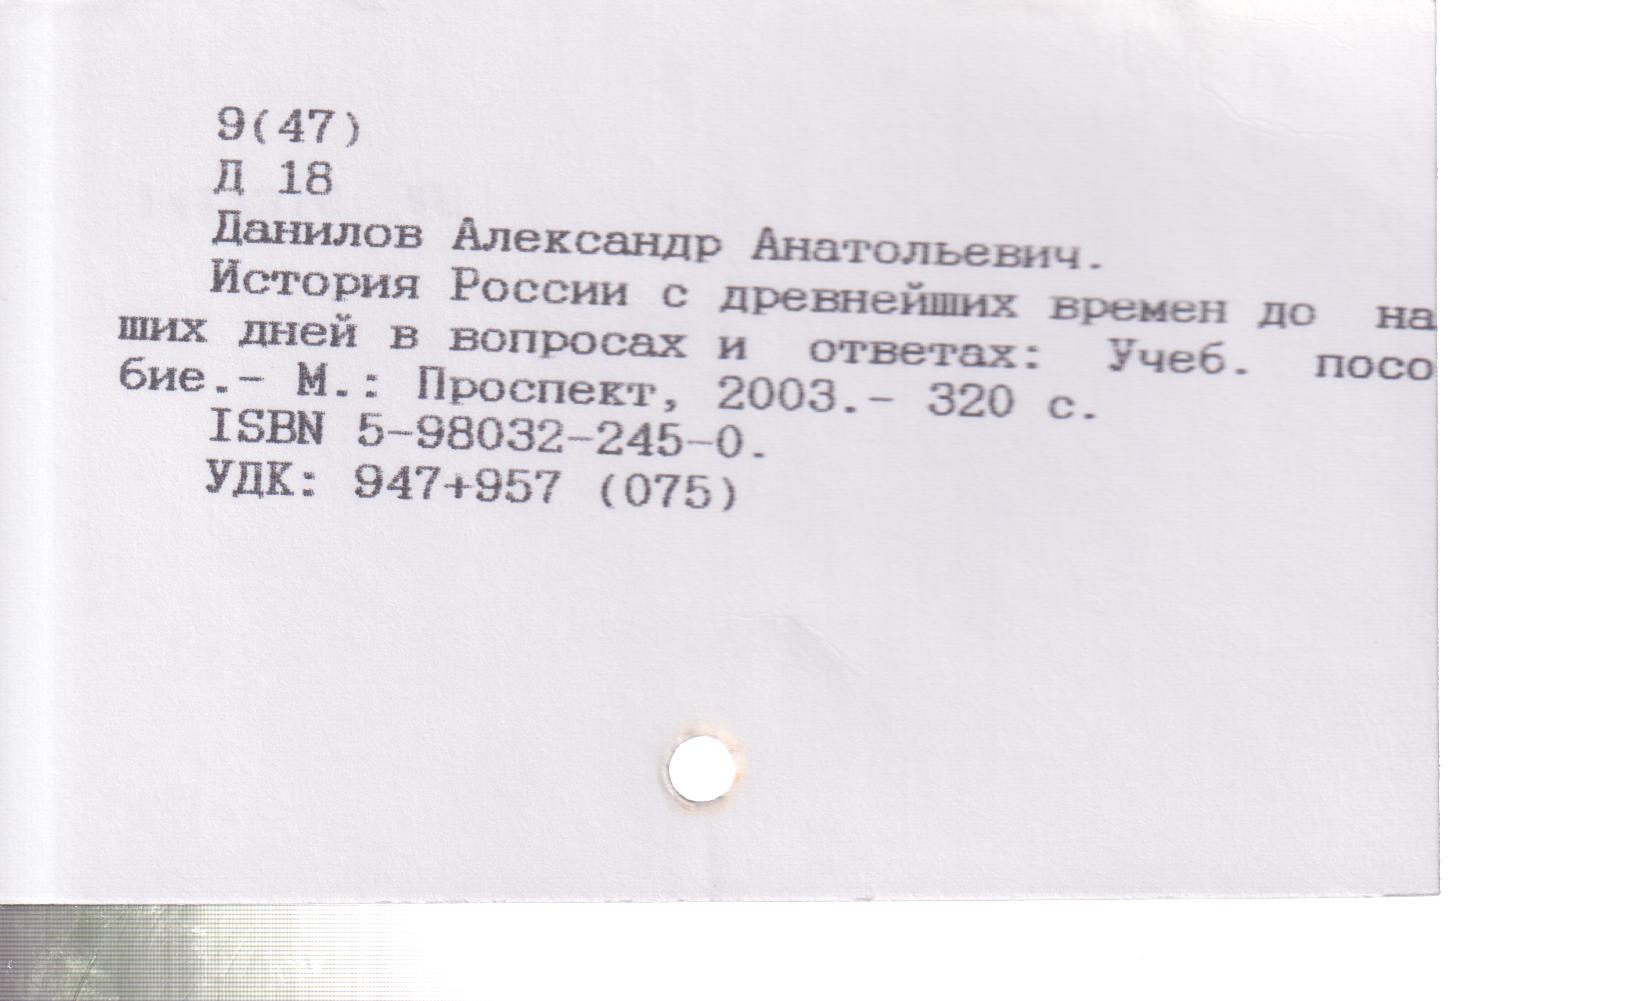 9(47)
Д 18
Данилов Александр Анатольевич.
История России с древнейших времен до на
ших дней в вопросах и ответах: Учеб. посо
бие.- М.: Проспект, 2003.- 320 с.
ISBN 5-98032-245-0.
УДК: 947+957 (075)